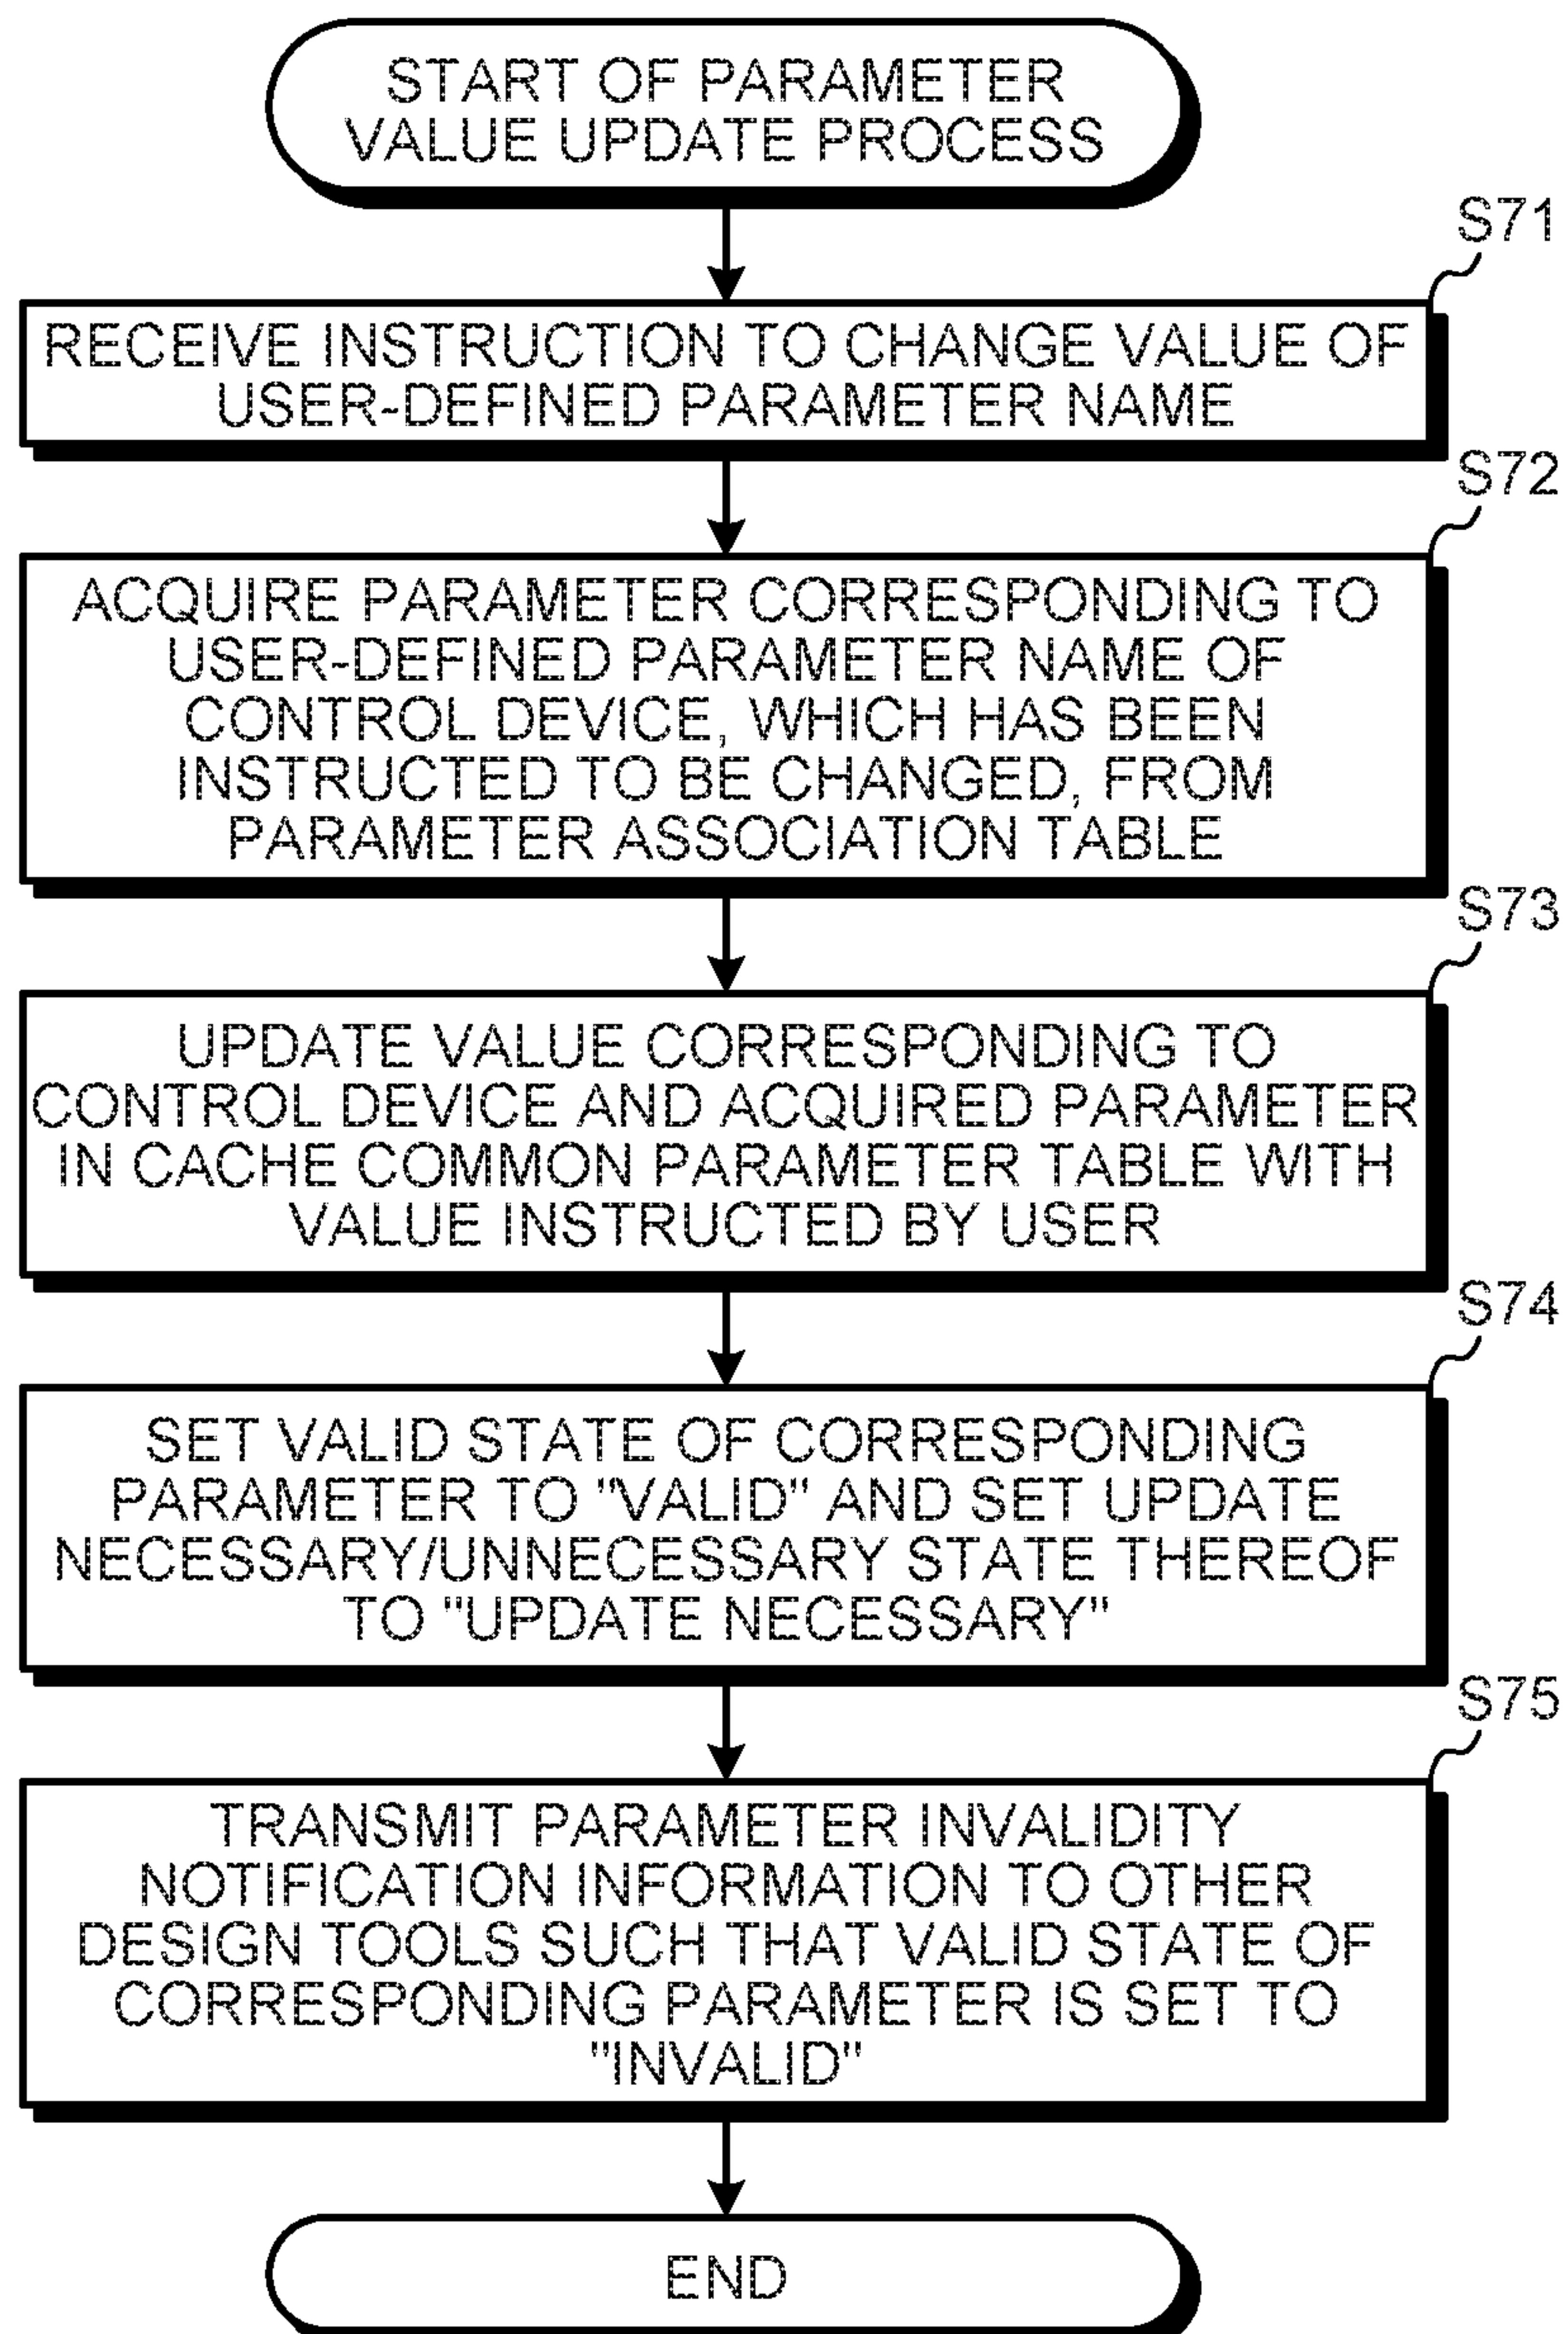 START OF PARAMETER
VALUE UPDATE PROCESS
S71
RECEIVE INSTRUCTION TO CHANGE VALUE OF
USER-DEFINED PARAMETER NAME
S72
ACQUIRE PARAMETER CORRESPONDING TO
USER-DEFINED PARAMETER NAME OF
CONTROL DEVICE, WHICH HAS BEEN
INSTRUCTED TO BE CHANGED, FROM
PARAMETER ASSOCIATION TABLE
S73
UPDATE VALUE CORRESPONDING TO
CONTROL DEVICE AND ACQUIRED PARAMETER
IN CACHE COMMON PARAMETER TABLE WITH
VALUE INSTRUCTED BY USER
S74
SET VALID STATE OF CORRESPONDING
PARAMETER TO "VALID" AND SET UPDATE
NECESSARY/UNNECESSARY STATE THEREOF
TO "UPDATE NECESSARY"
S75
TRANSMIT PARAMETER INVALIDITY
NOTIFICATION INFORMATION TO OTHER
DESIGN TOOLS SUCH THAT VALID STATE OF
CORRESPONDING PARAMETER IS SET TO
"INVALID"
END